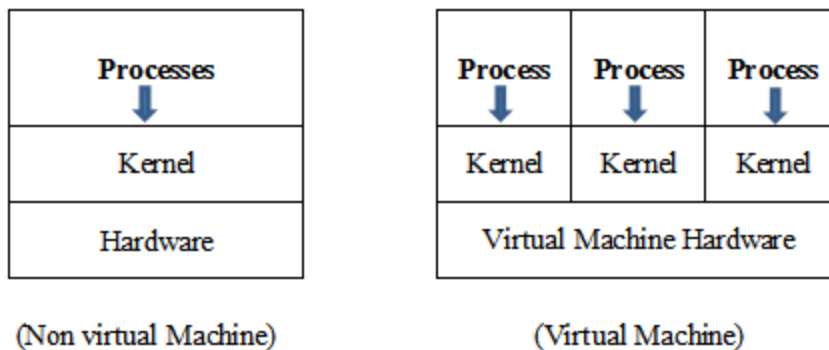 Processes
Kernel
Hardware
(Non virtual Machine)
Process Process Process
Kernel Kernel Kernel
Virtual Machine Hardware
(Virtual Machine)